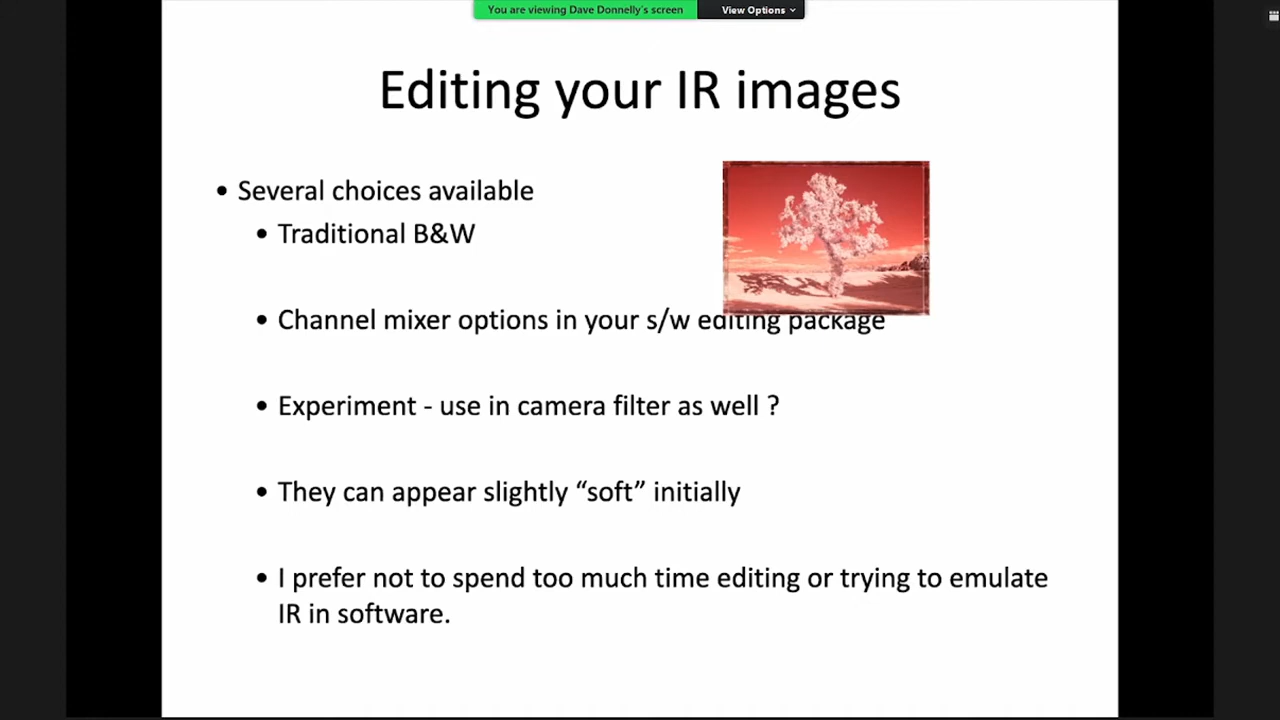 You are viewing Dave Donnelly's screen
View Options
Editing your IR images
• Several choices available
• Traditional B&W
• Channel mixer options in your s/w editing package
• Experiment - use in camera filter as well ?
• They can appear slightly “soft” initially
• I prefer not to spend too much time editing or trying to emulate
IR in software.